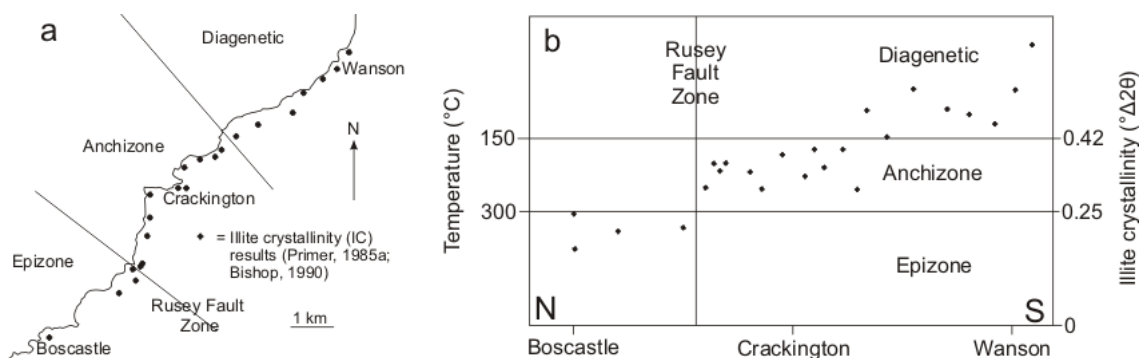 a
Diagenetic
Wanson
N
Anchizone
Crackington
◆ = Illite crystallinity (IC)
results (Primer, 1985a;
Bishop, 1990)
Epizone
Rusey Fault
Zone
1 km
Boscastle
b
Rusey
Fault
Zone
Diagenetic
Temperature (°C)
150
0.42
Anchizone
300
0.25
Epizone
Illite crystallinity (°Δ2θ)
N
S
0
Boscastle
Crackington
Wanson